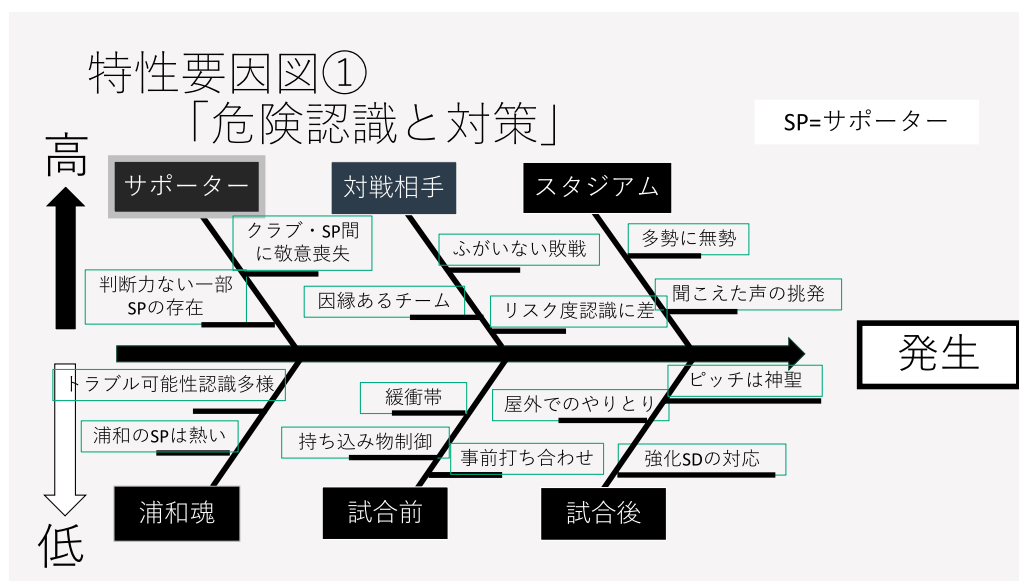 特性要因図①
「危険認識と対策」
SP=サポーター
高
サポーター
対戦相手
スタジアム
クラブ・SP間
に敬意喪失
ふがいない敗戦
多勢に無勢
判断力ない一部
SPの存在
因縁あるチーム
リスク度認識に差
聞こえた声の挑発
発生
トラブル可能性認識多様
緩衝帯
屋外でのやりとり
ピッチは神聖
浦和のSPは熱い
持ち込み物制御
事前打ち合わせ
強化SDの対応
浦和魂
試合前
試合後
低